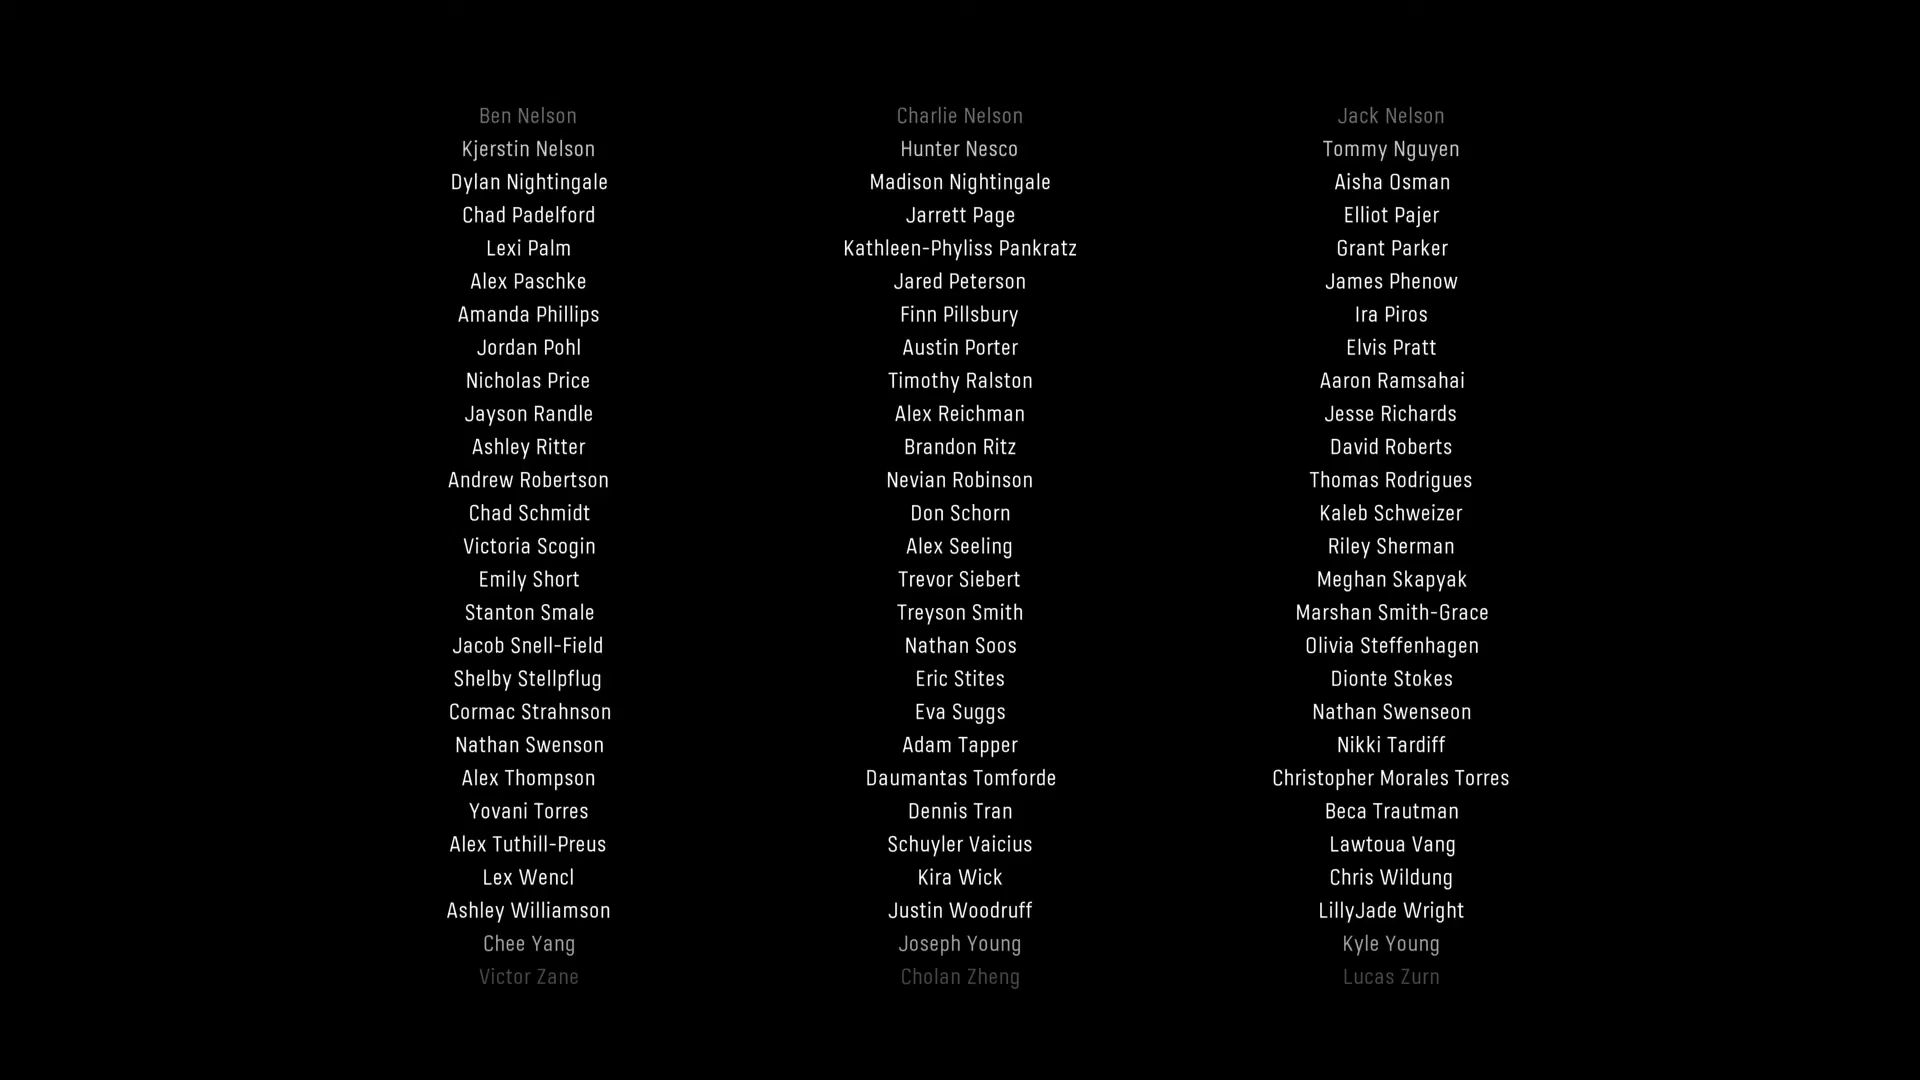 Ben Nelson Charlie Nelson Jack Nelson
Kjerstin Nelson Hunter Nesco Tommy Nguyen
Dylan Nightingale Madison Nightingale Aisha Osman
Chad Padelford Jarrett Page Elliot Pajer
Lexi Palm Kathleen-Phyliss Pankratz Grant Parker
Alex Paschke Jared Peterson James Phenow
Amanda Phillips Finn Pillsbury Ira Piros
Jordan Pohl Austin Porter Elvis Pratt
Nicholas Price Timothy Ralston Aaron Ramsahai
Jayson Randle Alex Reichman Jesse Richards
Ashley Ritter Brandon Ritz David Roberts
Andrew Robertson Nevian Robinson Thomas Rodrigues
Chad Schmidt Don Schorn Kaleb Schweizer
Victoria Scogin Alex Seeling Riley Sherman
Emily Short Trevor Siebert Meghan Skapyak
Stanton Smale Treyson Smith Marshan Smith-Grace
Jacob Snell-Field Nathan Soos Olivia Steffenhagen
Shelby Stellpflug Eric Stites Dionte Stokes
Cormac Strahnson Eva Suggs Nathan Swenseon
Nathan Swenson Adam Tapper Nikki Tardiff
Alex Thompson Daumantas Tomforde Christopher Morales Torres
Yovani Torres Dennis Tran Beca Trautman
Alex Tuthill-Preus Schuyler Vaicius Lawtoua Vang
Lex Wencl Kira Wick Chris Wildung
Ashley Williamson Justin Woodruff LillyJade Wright
Chee Yang Joseph Young Kyle Young
Victor Zane Cholan Zheng Lucas Zurn